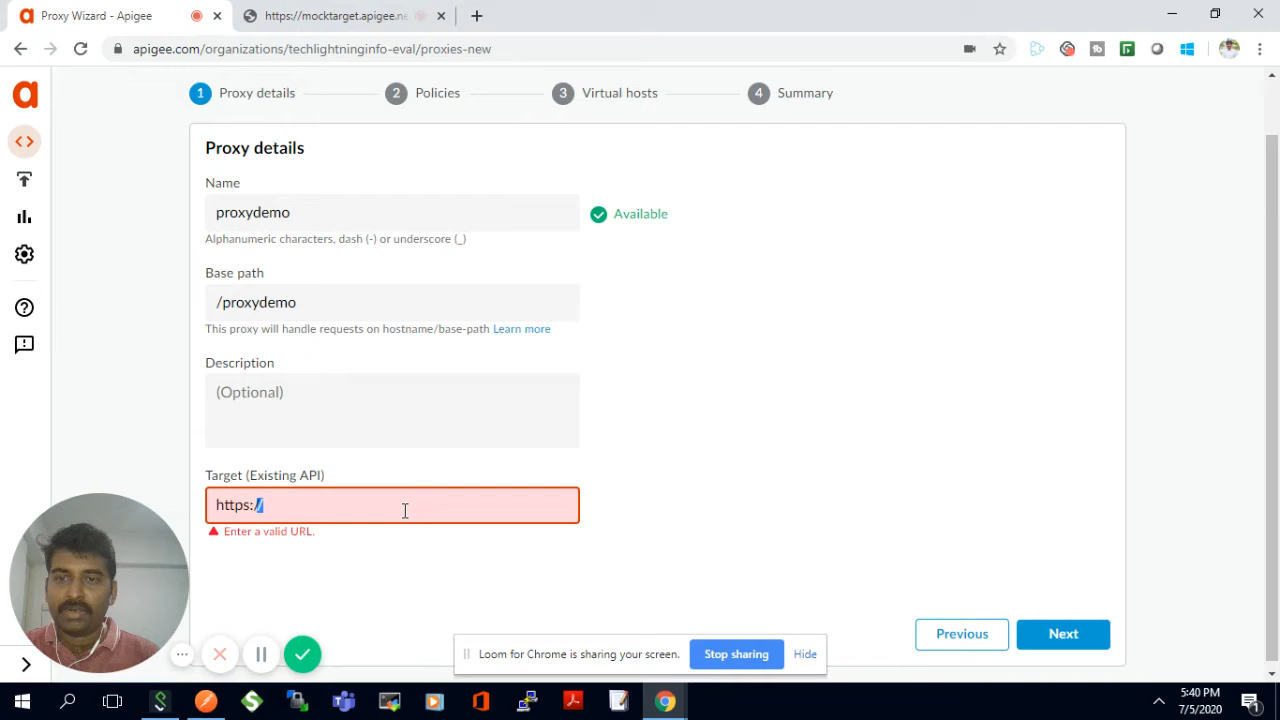 Proxy Wizard - Apigee
https://mocktarget.apigee.ne
apigee.com/organizations/techlightninginfo-eval/proxies-new
1 Proxy details
2 Policies
3 Virtual hosts
4 Summary
Proxy details
Name
proxydemo
Available
Alphanumeric characters, dash (-) or underscore (_)
Base path
/proxydemo
This proxy will handle requests on hostname/base-path Learn more
Description
(Optional)
Target (Existing API)
https://
Enter a valid URL.
Previous
Next
Loom for Chrome is sharing your screen.
Stop sharing
Hide
5:40 PM
7/5/2020